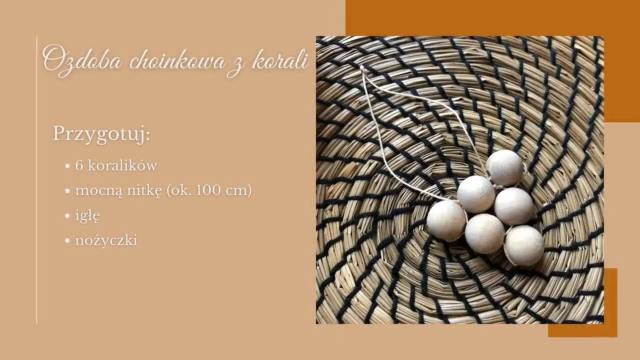 Ozdoba choinkowa z korali
Przygotuj:
• 6 koralików
• mocną nitkę (ok. 100 cm)
• igłę
• nożyczki